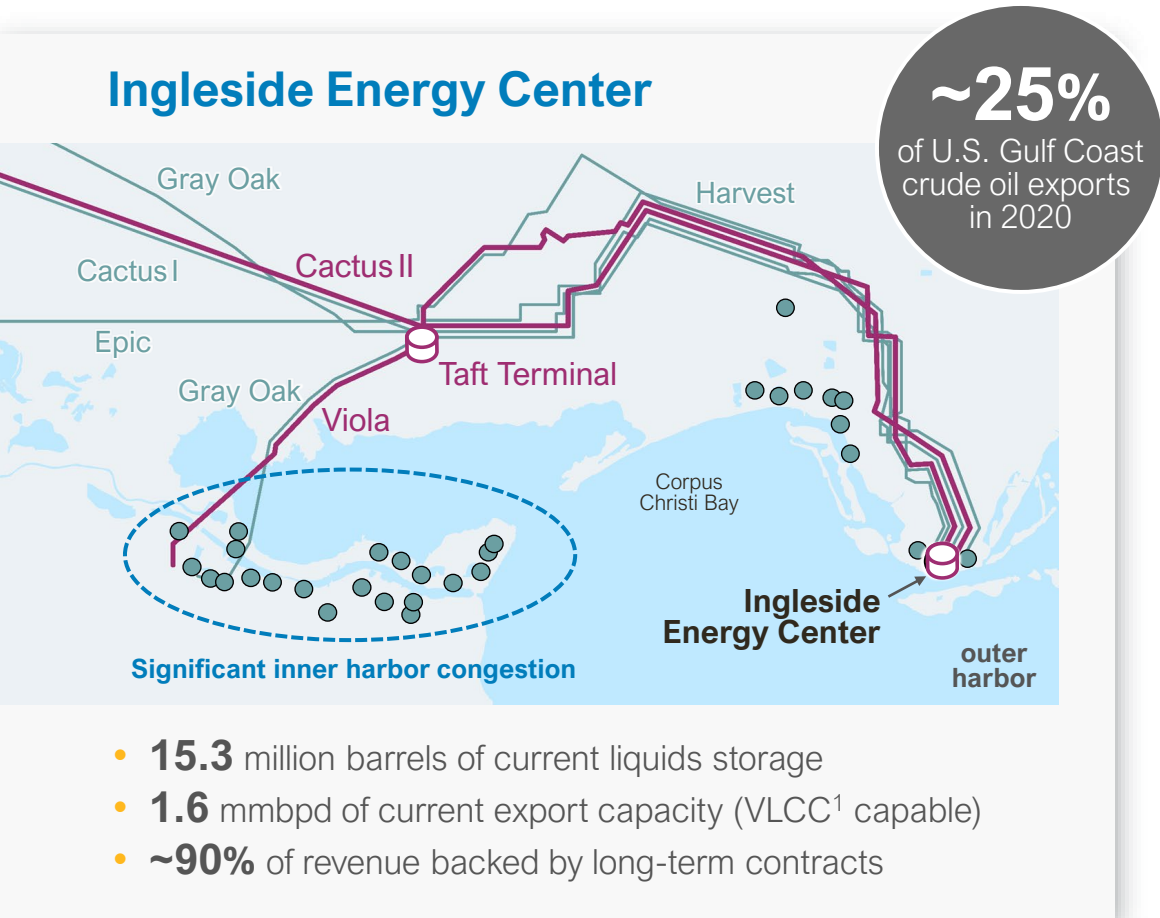 Ingleside Energy Center
~25%
of U.S. Gulf Coast
crude oil exports
in 2020
Gray Oak
Harvest
Cactus I
Cactus II
Epic
Taft Terminal
Gray Oak
Viola
Corpus
Christi Bay
Ingleside
Energy Center
outer
harbor
Significant inner harbor congestion
• 15.3 million barrels of current liquids storage
• 1.6 mmbpd of current export capacity (VLCC¹ capable)
• ~90% of revenue backed by long-term contracts